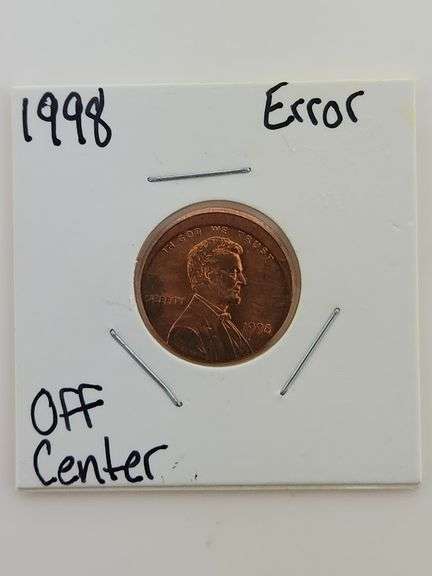 1998 Error
IN GOD WE TRUST
LIBERTY
1998
Off
Center